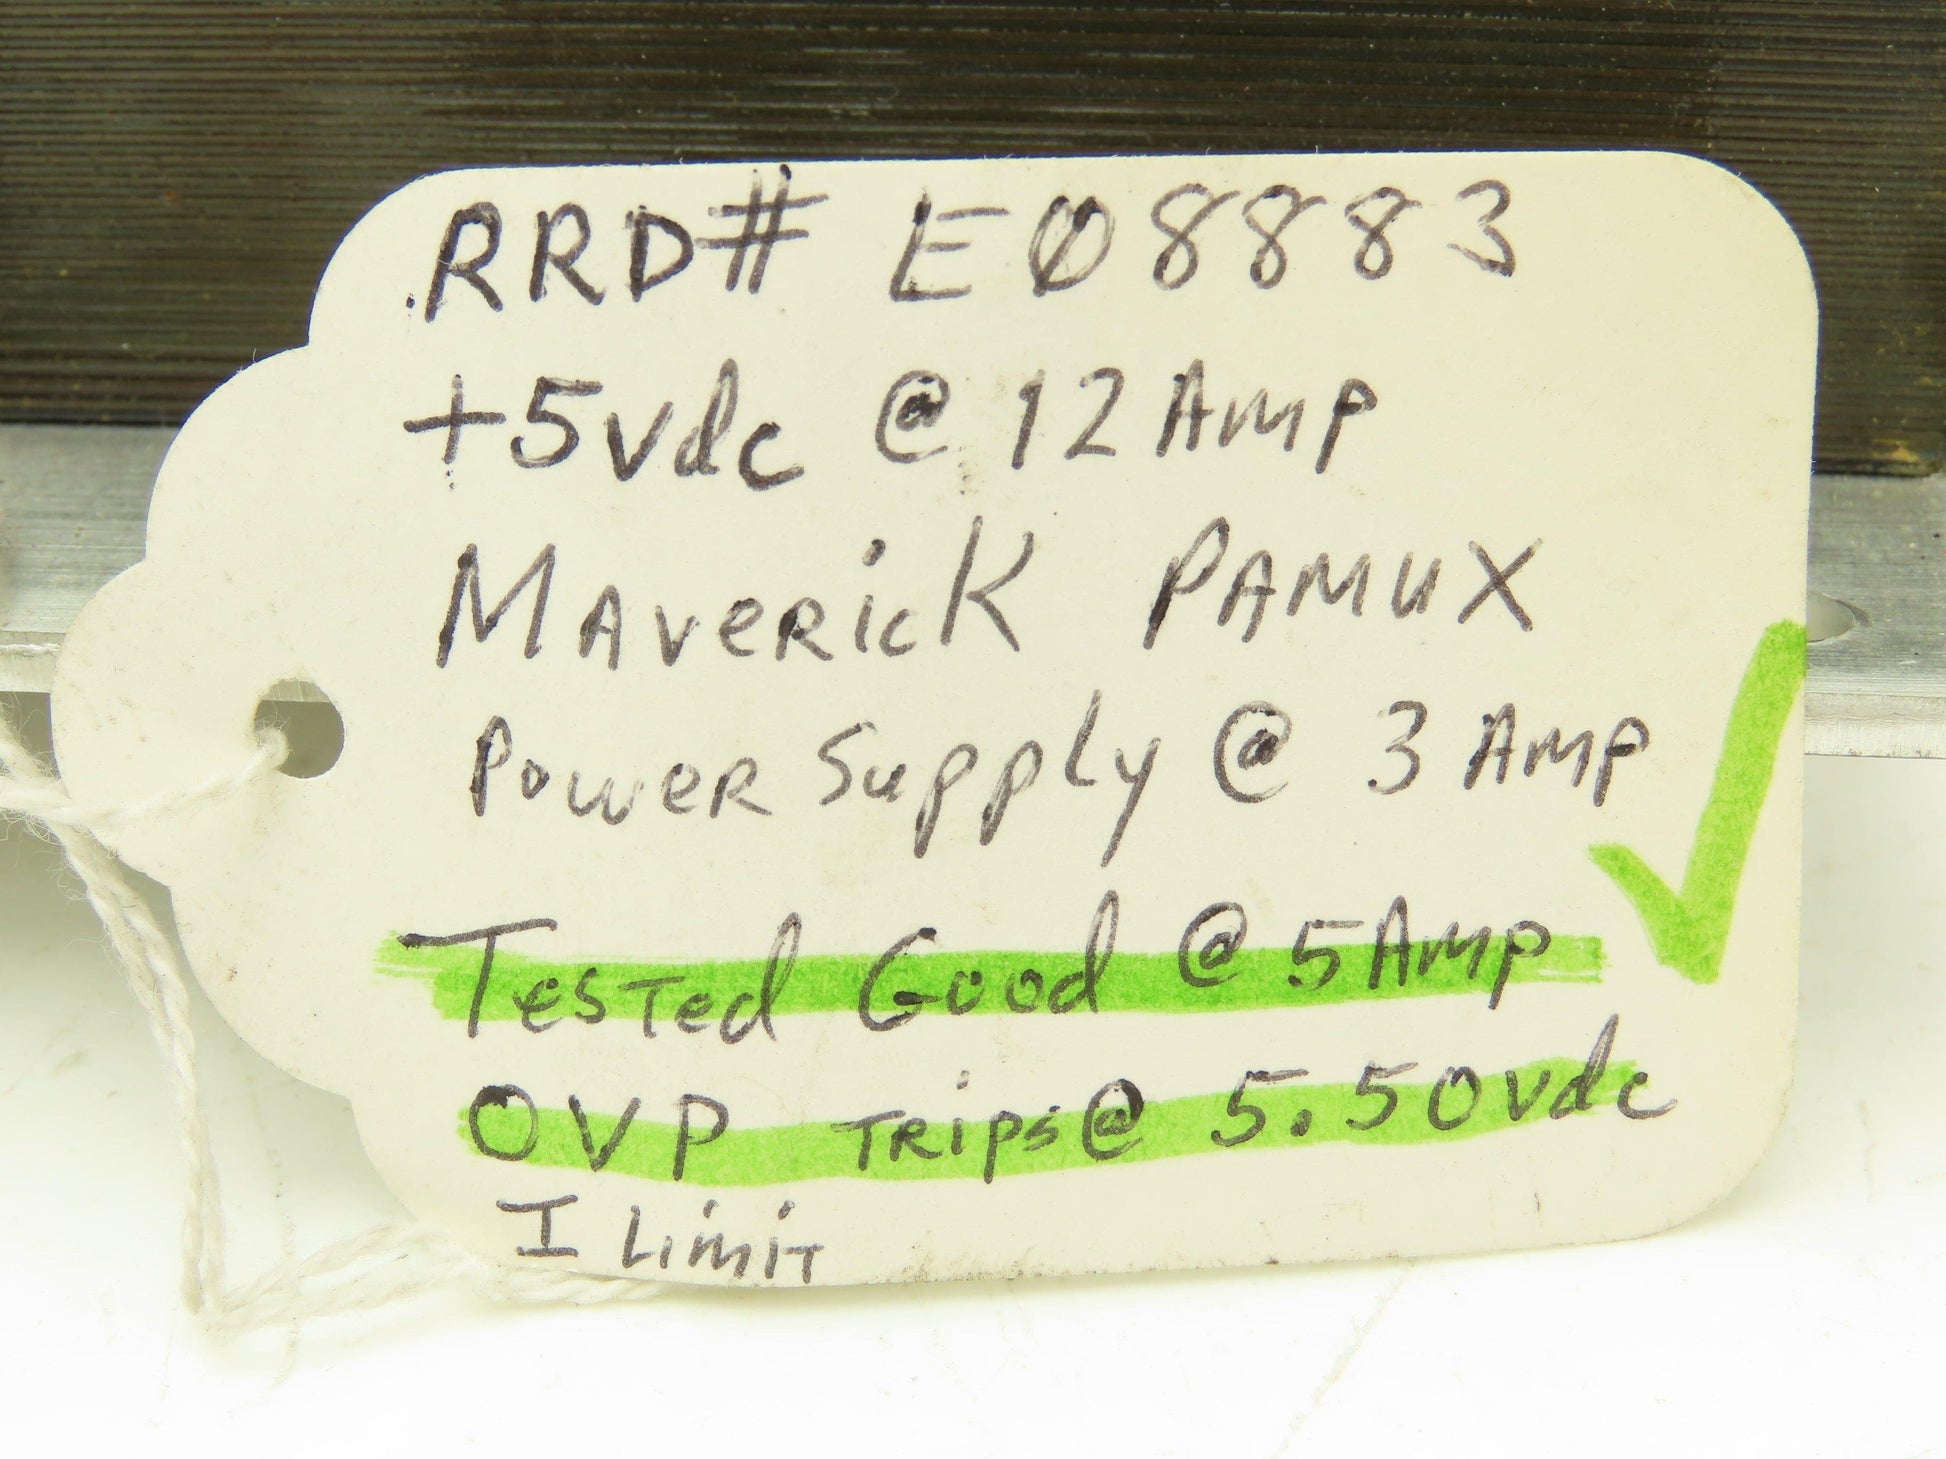 RRD# E08883
+5vdc @ 12 Amp
Maverick PAMUX
Power Supply @ 3 Amp
Tested Good @ 5 Amp
OVP Trips @ 5.50vdc
I Limit